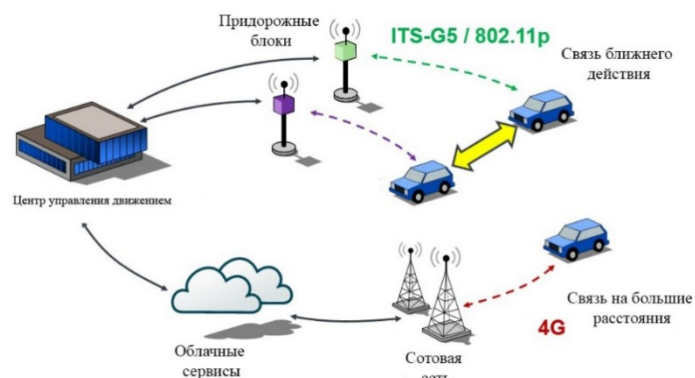 Придорожные
блоки
ITS-G5 / 802.11p
Связь ближнего
действия
Центр управления движением
Связь на большие
расстояния
4G
Облачные
сервисы
Сотовая
сеть